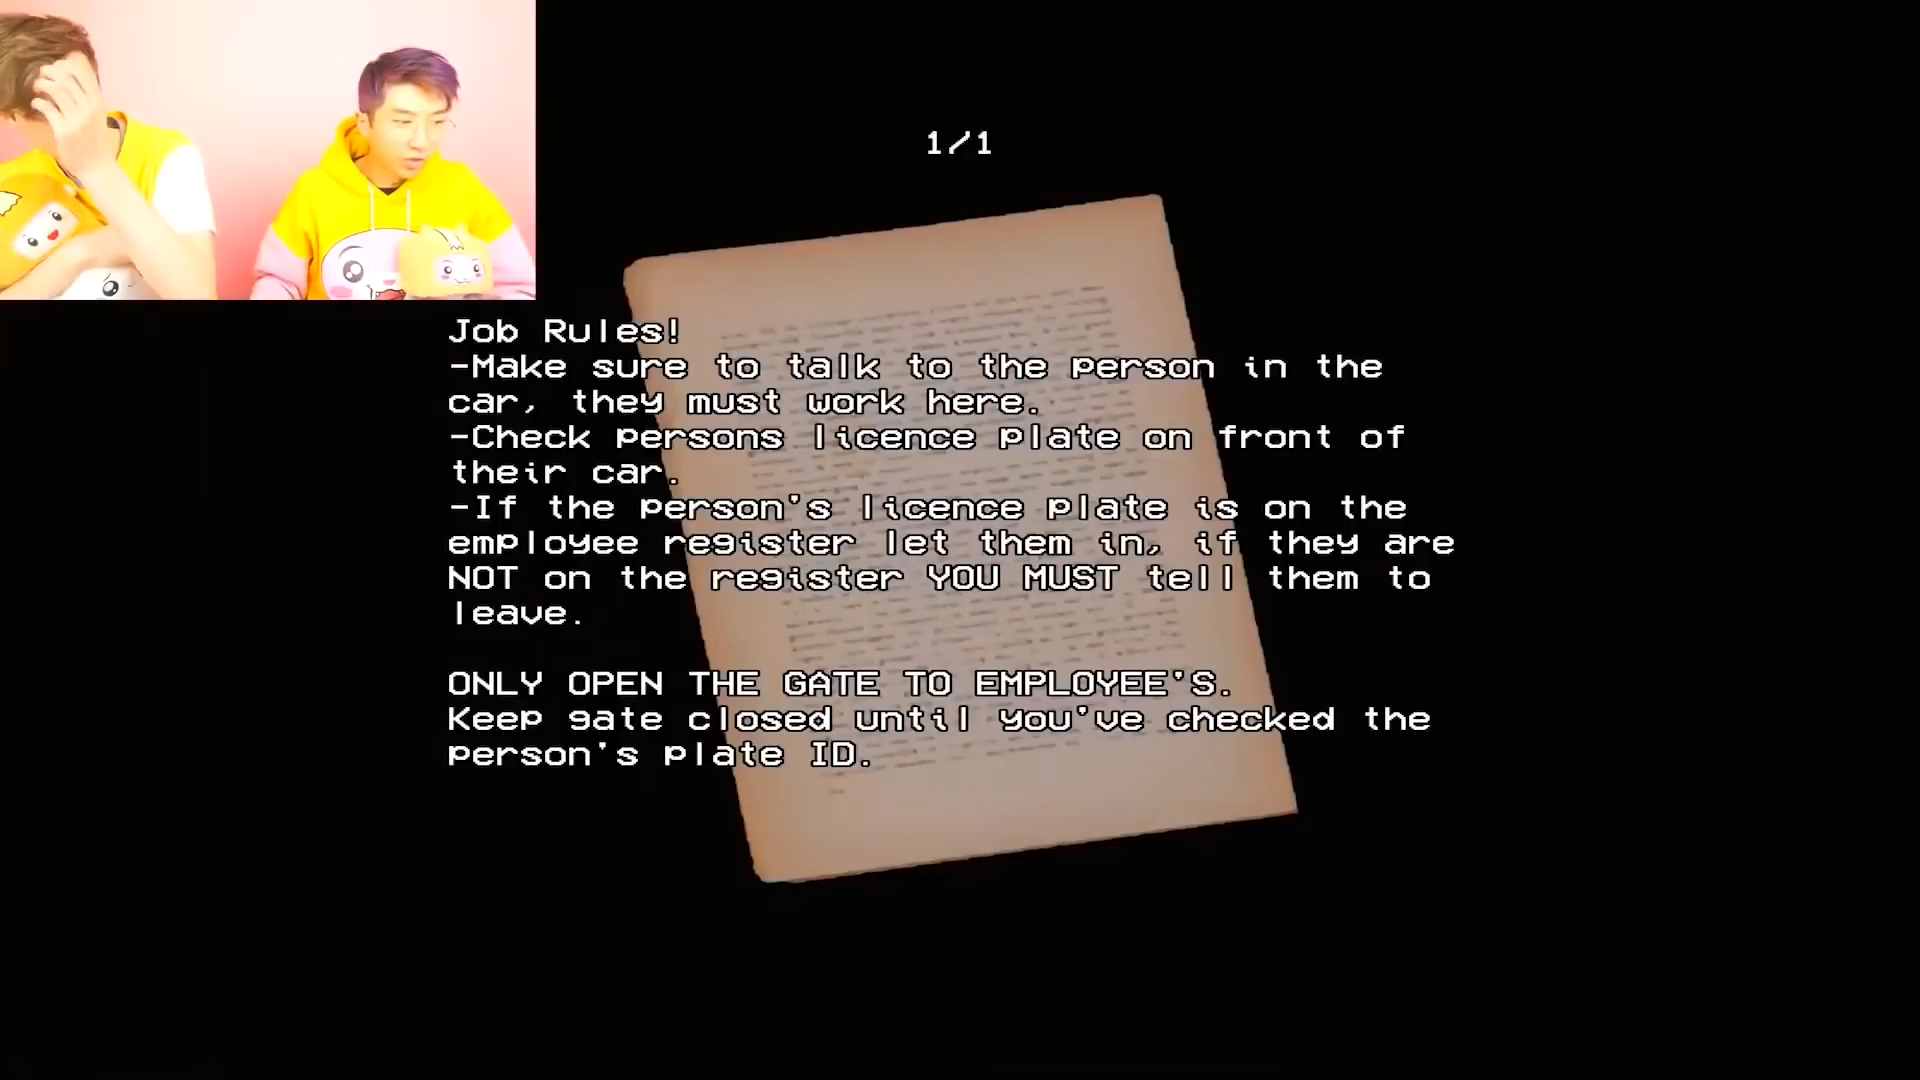 1/1
Job Rules!
-Make sure to talk to the person in the
car, they must work here.
-Check persons licence plate on front of
their car.
-If the person's licence plate is on the
employee register let them in, if they are
NOT on the register YOU MUST tell them to
leave.
ONLY OPEN THE GATE TO EMPLOYEE'S.
Keep gate closed until you've checked the
person's plate ID.